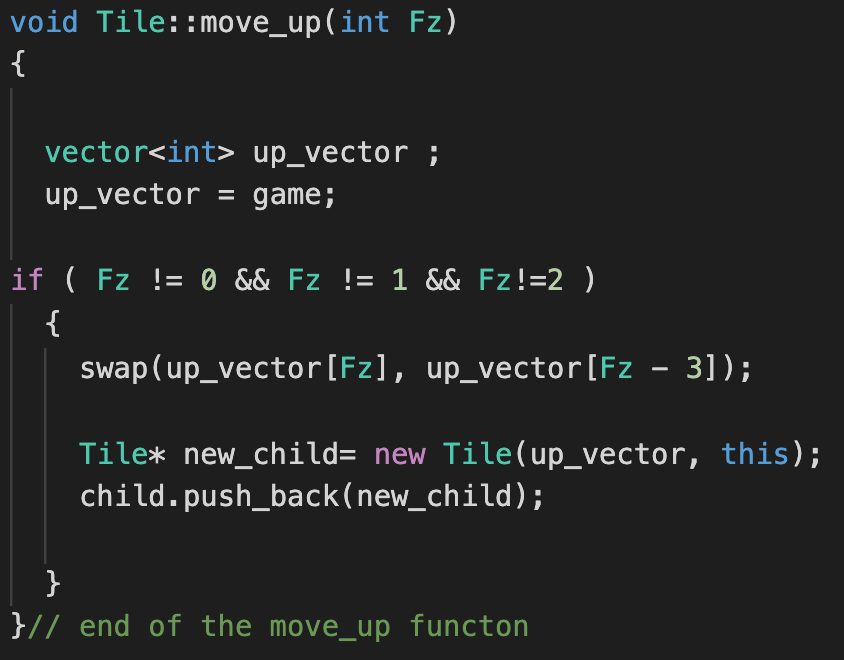 void Tile::move_up(int Fz)
{
vector<int> up_vector ;
up_vector = game;
if ( Fz != 0 && Fz != 1 && Fz!=2 )
{
swap(up_vector[Fz], up_vector[Fz - 3]);
Tile* new_child= new Tile(up_vector, this);
child.push_back(new_child);
}
}// end of the move_up functon